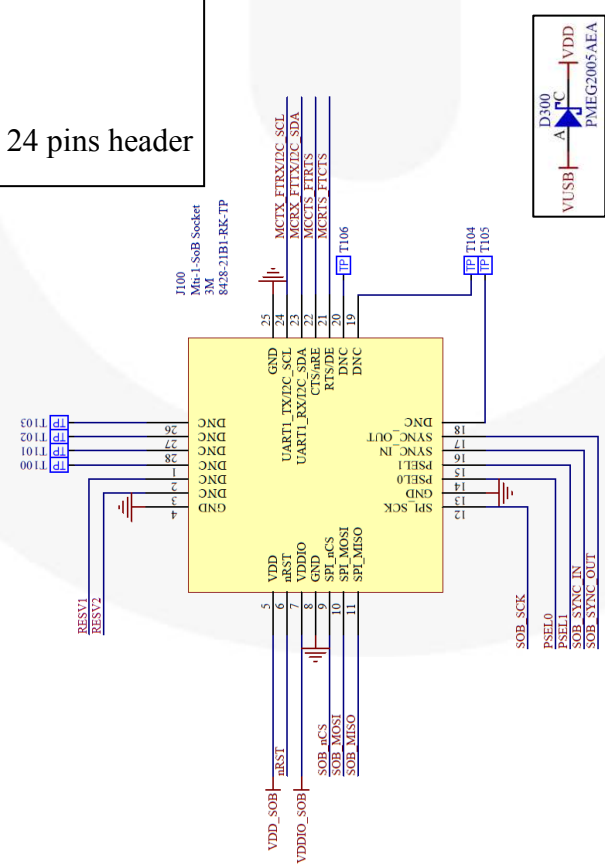 24 pins header
D300
A
C
VUSB
VDD
PMEG2005AEA
J100
Mti-1-SoB Socket
3M
8428-21B1-RK-TP
MCTX_FTRX/I2C_SCL
MCRX_FTTX/I2C_SDA
MCCTS_FTRTS
MCRTS_FTCTS
TP T106
TP T104
TP T105
25
24
23
22
21
20
19
GND
UART1_TX/I2C_SCL
UART1_RX/I2C_SDA
CTS/nRE
RTS/DE
DNC
DNC
T103 TP
T102 TP
T101 TP
T100 TP
26
27
28
1
2
3
4
DNC
DNC
DNC
DNC
DNC
DNC
GND
RESV1
RESV2
DNC
SYNC_OUT
SYNC_IN
PSEL1
PSEL0
GND
SPI_SCK
18
17
16
15
14
13
12
VDD
nRST
VDDIO
GND
SPI_nCS
SPI_MOSI
SPI_MISO
5
6
7
8
9
10
11
VDD_SOB
nRST
VDDIO_SOB
SOB_nCS
SOB_MOSI
SOB_MISO
SOB_SCK
PSEL0
PSEL1
SOB_SYNC_IN
SOB_SYNC_OUT